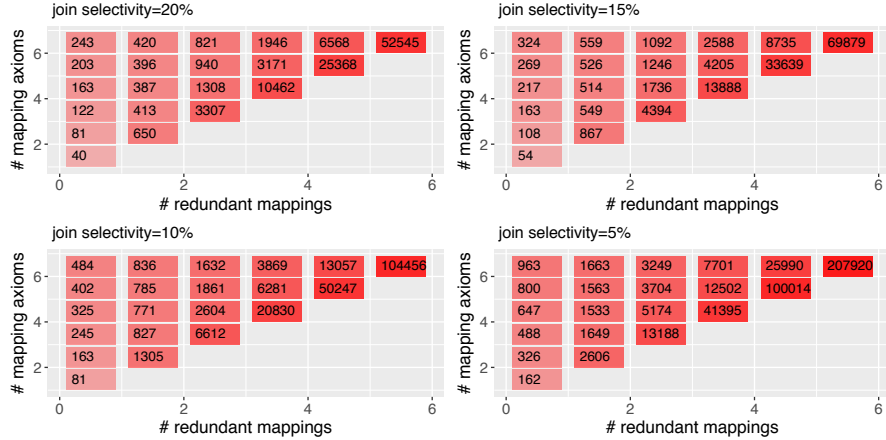 join selectivity=20%
243 420 821 1946 6568 52545
203 396 940 3171 25368
163 387 1308 10462
122 413 3307
81 650
40
6
4
2
0 2 4 6
# redundant mappings
# mapping axioms
join selectivity=15%
324 559 1092 2588 8735 69879
269 526 1246 4205 33639
217 514 1736 13888
163 549 4394
108 867
54
6
4
2
0 2 4 6
# redundant mappings
# mapping axioms
join selectivity=10%
484 836 1632 3869 13057 104456
402 785 1861 6281 50247
325 771 2604 20830
245 827 6612
163 1305
81
6
4
2
0 2 4 6
# redundant mappings
# mapping axioms
join selectivity=5%
963 1663 3249 7701 25990 207920
800 1563 3704 12502 100014
647 1533 5174 41395
488 1649 13188
326 2606
162
6
4
2
0 2 4 6
# redundant mappings
# mapping axioms